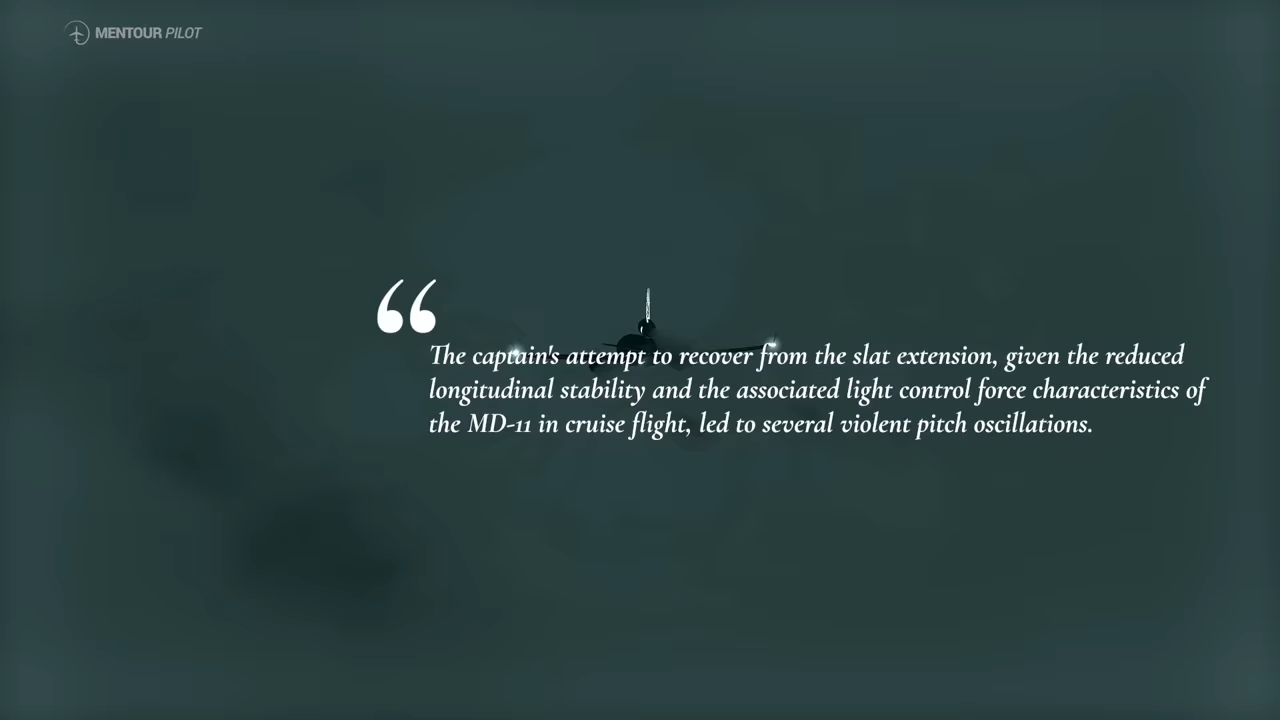 MENTOUR PILOT
“
The captain's attempt to recover from the slat extension, given the reduced
longitudinal stability and the associated light control force characteristics of
the MD-11 in cruise flight, led to several violent pitch oscillations.